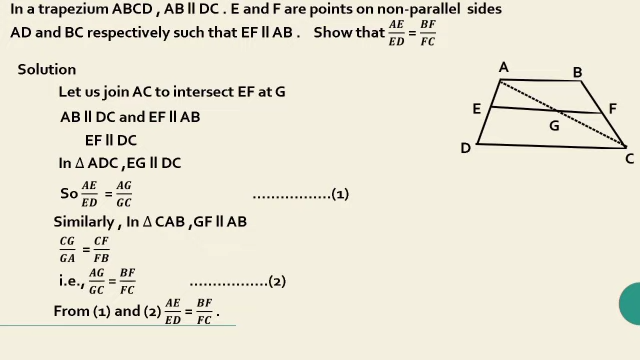 In a trapezium ABCD , AB ll DC . E and F are points on non-parallel sides
AD and BC respectively such that EF ll AB . Show that AE/ED = BF/FC
Solution
Let us join AC to intersect EF at G
AB ll DC and EF ll AB
EF ll DC
In Δ ADC ,EG ll DC
So AE/ED = AG/GC ..................(1)
Similarly , In Δ CAB ,GF ll AB
CG/GA = CF/FB
i.e., AG/GC = BF/FC ..................(2)
From (1) and (2) AE/ED = BF/FC .
A
B
E
F
G
D
C